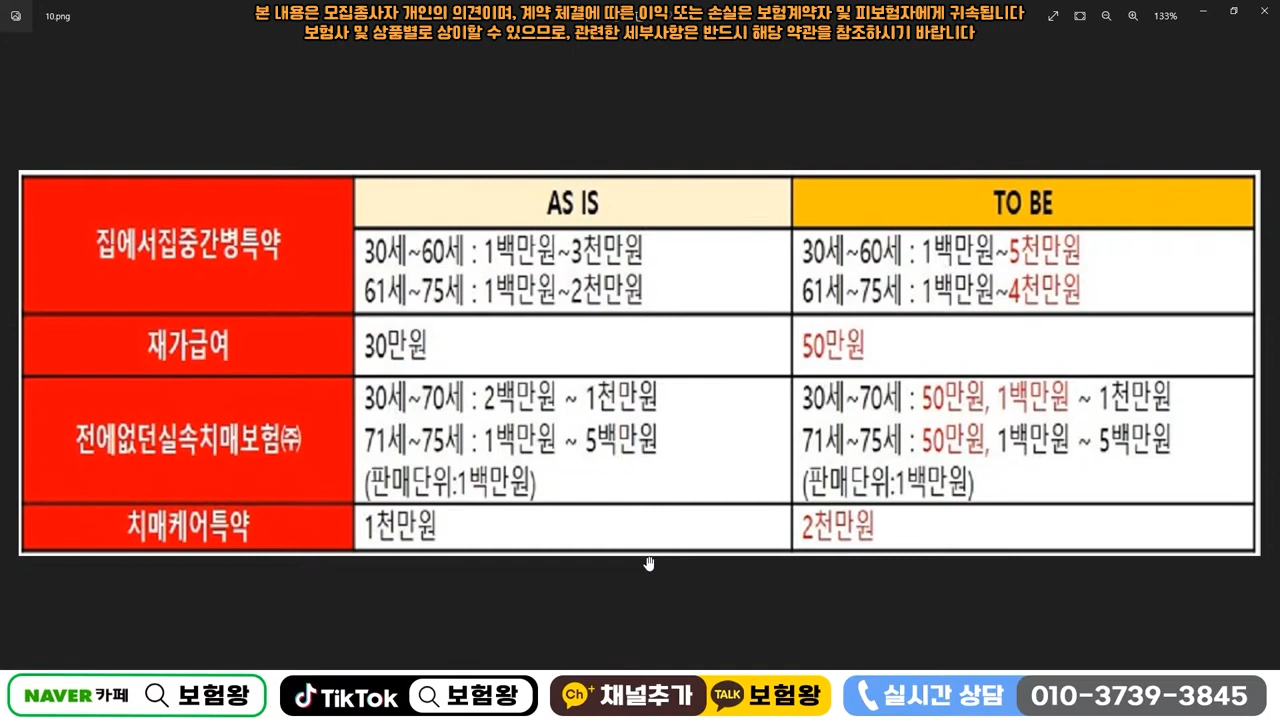 본 내용은 모집종사자 개인의 의견이며, 계약 체결에 따른 이익 또는 손실은 보험계약자 및 피보험자에게 귀속됩니다
10.png
133%
보험사 및 상품별로 상이할 수 있으므로, 관련한 세부사항은 반드시 해당 약관을 참조하시기 바랍니다
AS IS
TO BE
집에서집중간병특약
30세~60세 : 1백만원~3천만원
61세~75세 : 1백만원~2천만원
30세~60세 : 1백만원~5천만원
61세~75세 : 1백만원~4천만원
재가급여
30만원
50만원
전에없던실속치매보험㈜
30세~70세 : 2백만원 ~ 1천만원
71세~75세 : 1백만원 ~ 5백만원
(판매단위:1백만원)
30세~70세 : 50만원, 1백만원 ~ 1천만원
71세~75세 : 50만원, 1백만원 ~ 5백만원
(판매단위:1백만원)
치매케어특약
1천만원
2천만원
NAVER 카페 보험왕
TikTok 보험왕
Ch+ 채널추가 TALK 보험왕
실시간 상담 010-3739-3845